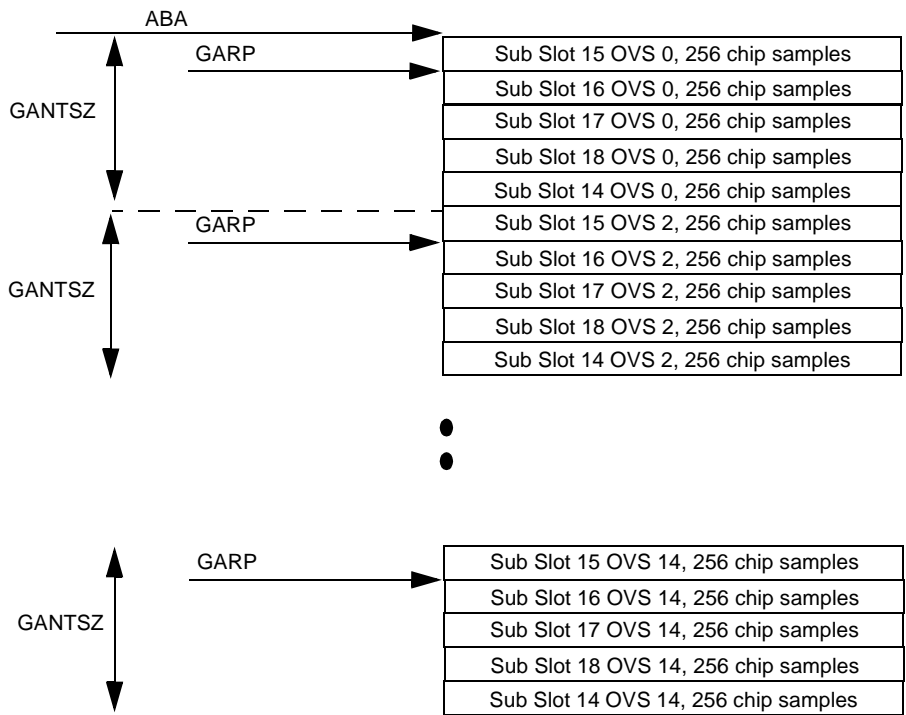 ABA
Sub Slot 15 OVS 0, 256 chip samples
GARP
Sub Slot 16 OVS 0, 256 chip samples
GANTSZ
Sub Slot 17 OVS 0, 256 chip samples
Sub Slot 18 OVS 0, 256 chip samples
Sub Slot 14 OVS 0, 256 chip samples
GARP
Sub Slot 15 OVS 2, 256 chip samples
Sub Slot 16 OVS 2, 256 chip samples
GANTSZ
Sub Slot 17 OVS 2, 256 chip samples
Sub Slot 18 OVS 2, 256 chip samples
Sub Slot 14 OVS 2, 256 chip samples
GARP
Sub Slot 15 OVS 14, 256 chip samples
Sub Slot 16 OVS 14, 256 chip samples
GANTSZ
Sub Slot 17 OVS 14, 256 chip samples
Sub Slot 18 OVS 14, 256 chip samples
Sub Slot 14 OVS 14, 256 chip samples